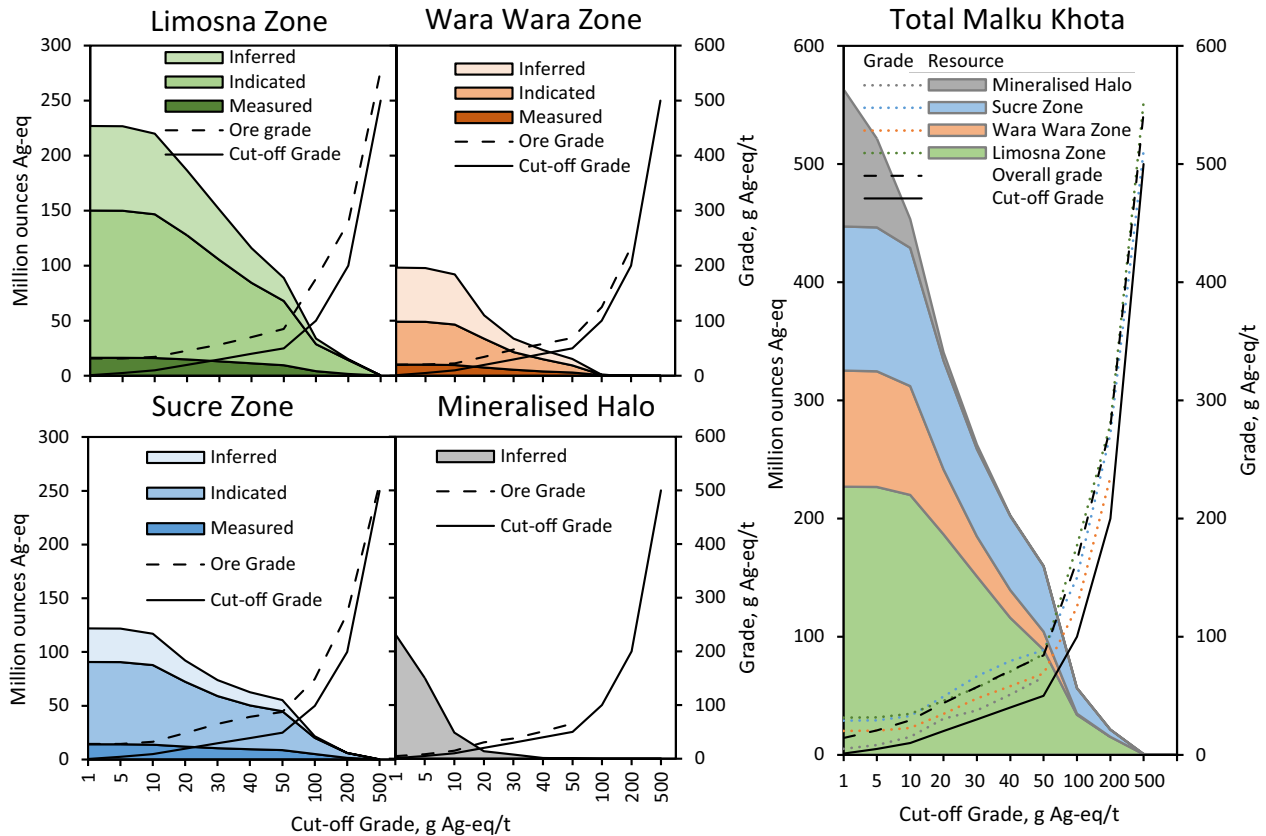 Limosna Zone
300
250
200
150
100
50
0
Million ounces Ag-eq
Inferred
Indicated
Measured
Ore grade
Cut-off Grade
Wara Wara Zone
Inferred
Indicated
Measured
Ore Grade
Cut-off Grade
600
500
400
300
200
100
0
Grade, g Ag-eq/t
Sucre Zone
300
250
200
150
100
50
0
Million ounces Ag-eq
Inferred
Indicated
Measured
Ore Grade
Cut-off Grade
1 5 10 20 30 40 50 100 200 500
Mineralised Halo
Inferred
Ore Grade
Cut-off Grade
600
500
400
300
200
100
0
Grade, g Ag-eq/t
1 5 10 20 30 40 50 100 200 500
Cut-off Grade, g Ag-eq/t
Total Malku Khota
600
500
400
300
200
100
0
Million ounces Ag-eq
Grade Resource
Mineralised Halo
Sucre Zone
Wara Wara Zone
Limosna Zone
Overall grade
Cut-off Grade
600
500
400
300
200
100
0
Grade, g Ag-eq/t
1 5 10 20 30 40 50 100 200 500
Cut-off Grade, g Ag-eq/t